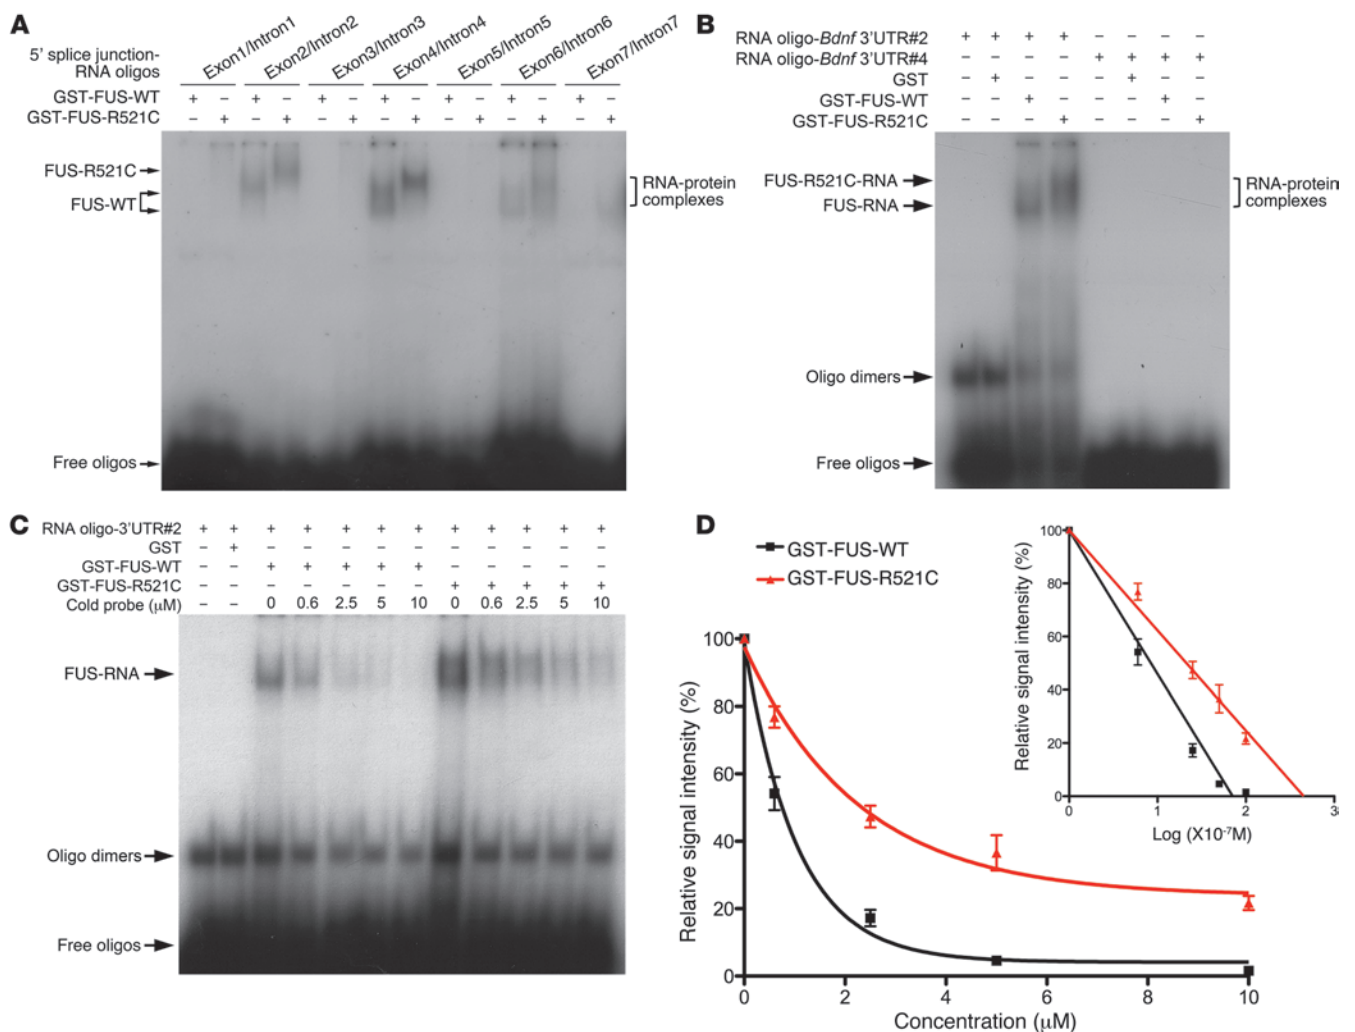 A
5' splice junction-
RNA oligos
Exon1/Intron1
Exon2/Intron2
Exon3/Intron3
Exon4/Intron4
Exon5/Intron5
Exon6/Intron6
Exon7/Intron7
GST-FUS-WT + – + – + – + – + – + – + –
GST-FUS-R521C – + – + – + – + – + – + – +
FUS-R521C
FUS-WT
RNA-protein
complexes
Free oligos
B
RNA oligo-Bdnf 3'UTR#2 + + + + – – – –
RNA oligo-Bdnf 3'UTR#4 – – – – + + + +
GST – + – – – + – –
GST-FUS-WT – – + – – – + –
GST-FUS-R521C – – – + – – – +
FUS-R521C-RNA
FUS-RNA
RNA-protein
complexes
Oligo dimers
Free oligos
C
RNA oligo-3'UTR#2 + + + + + + + + + + + +
GST – + – – – – – – – – – –
GST-FUS-WT – – + + + + + – – – – –
GST-FUS-R521C – – – – – – – + + + + +
Cold probe (µM) – – 0 0.6 2.5 5 10 0 0.6 2.5 5 10
FUS-RNA
Oligo dimers
Free oligos
D
GST-FUS-WT
GST-FUS-R521C
Relative signal intensity (%)
100
80
60
40
20
0
0 2 4 6 8 10
Concentration (µM)
Relative signal intensity (%)
100
80
60
40
20
0
0 1 2 3
Log (X10-7M)